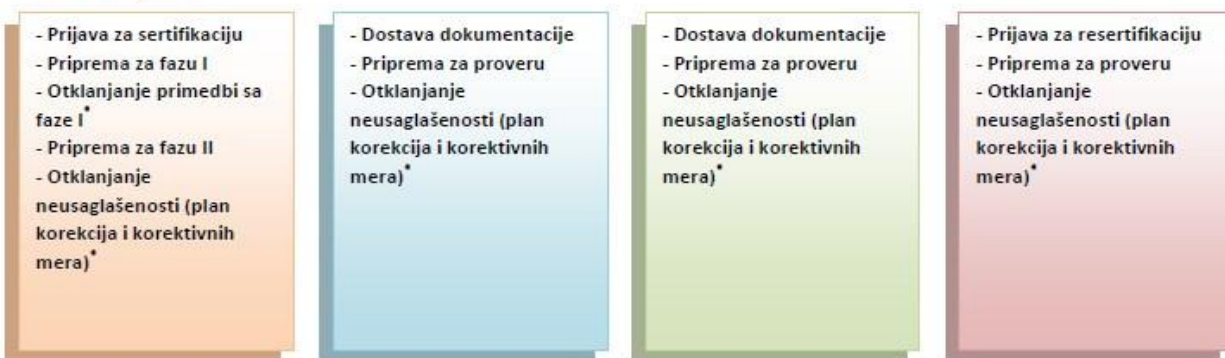 - Prijava za sertifikaciju
- Priprema za fazu I
- Otklanjanje primedbi sa
faze I*
- Priprema za fazu II
- Otklanjanje
neusaglašenosti (plan
korekcija i korektivnih
mera)*
- Dostava dokumentacije
- Priprema za proveru
- Otklanjanje
neusaglašenosti (plan
korekcija i korektivnih
mera)*
- Dostava dokumentacije
- Priprema za proveru
- Otklanjanje
neusaglašenosti (plan
korekcija i korektivnih
mera)*
- Prijava za resertifikaciju
- Priprema za proveru
- Otklanjanje
neusaglašenosti (plan
korekcija i korektivnih
mera)*